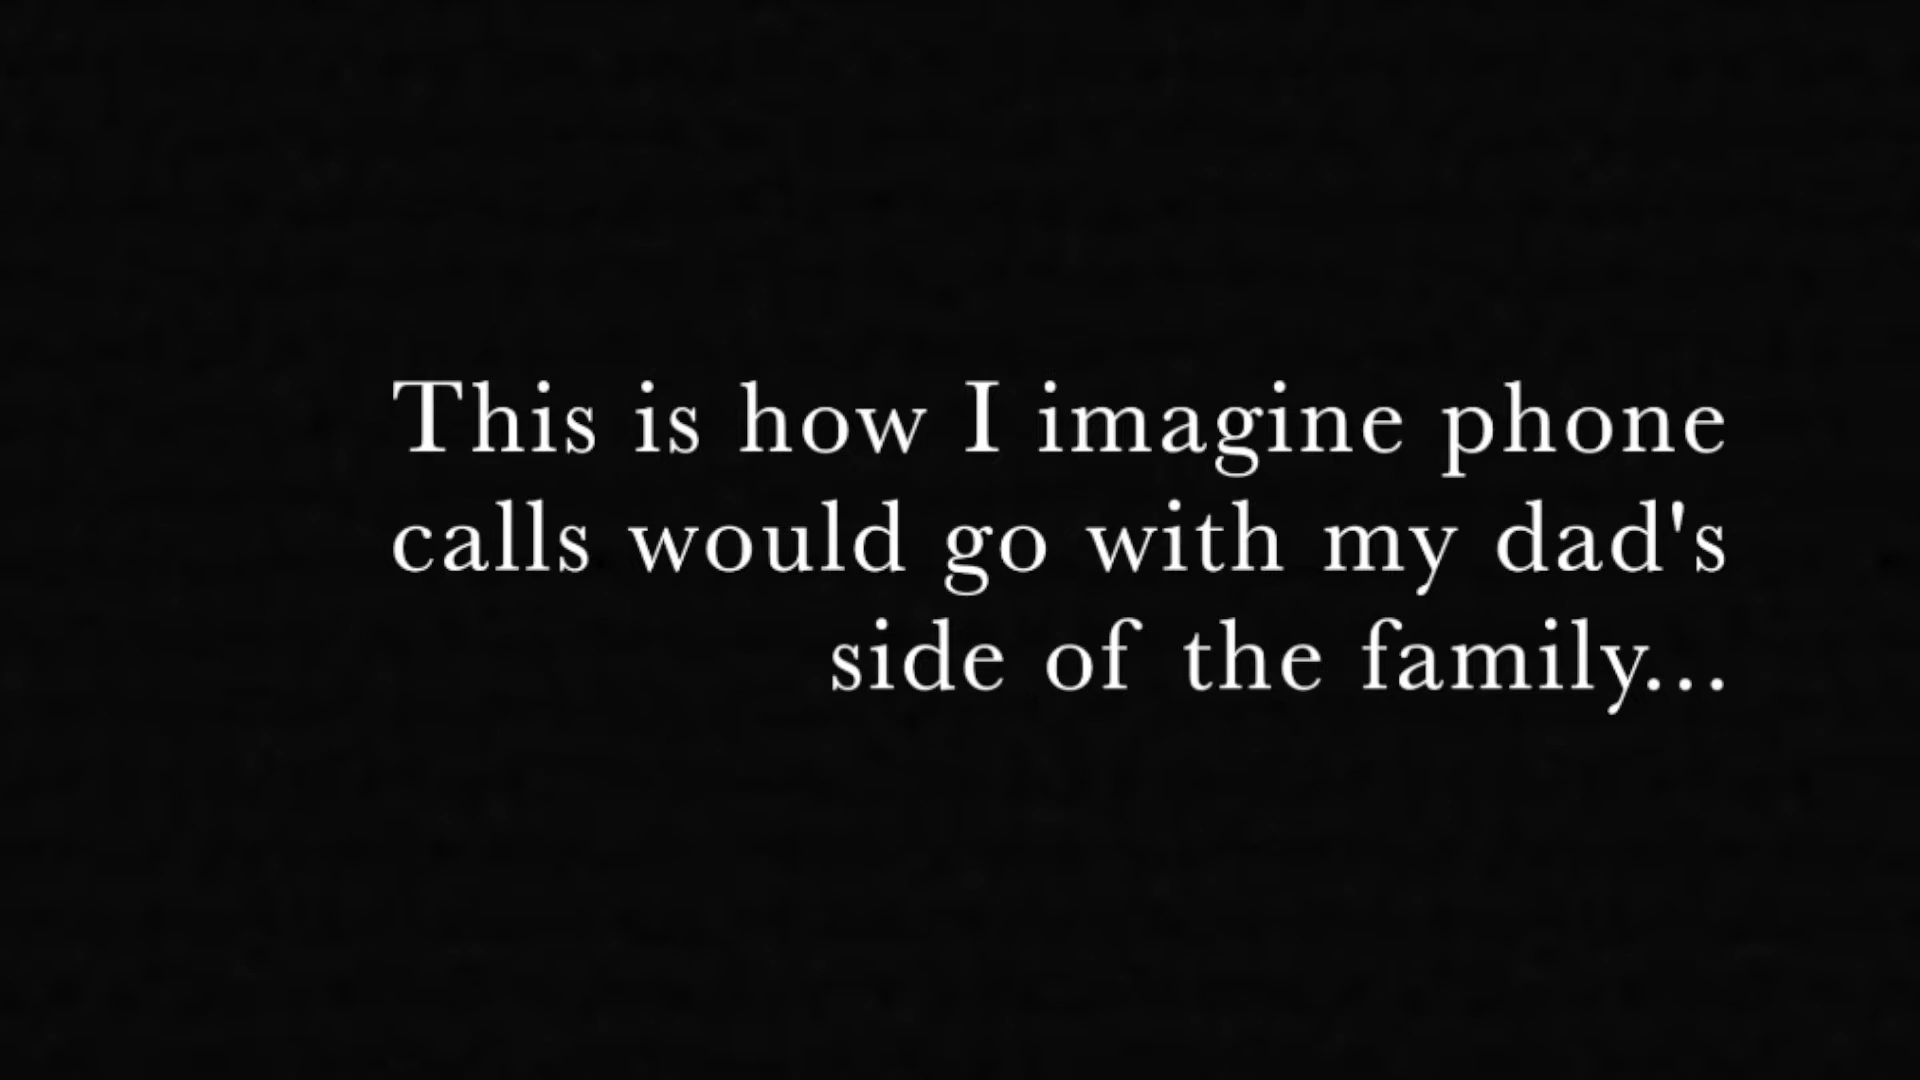 This is how I imagine phone
calls would go with my dad's
side of the family...